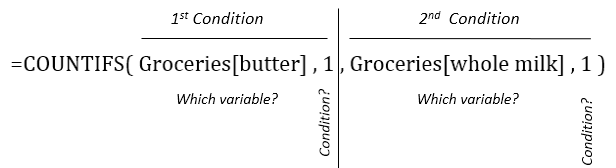 1st Condition 2nd Condition
=COUNTIFS( Groceries[butter] , 1 , Groceries[whole milk] , 1 )
Which variable? Condition? Which variable? Condition?